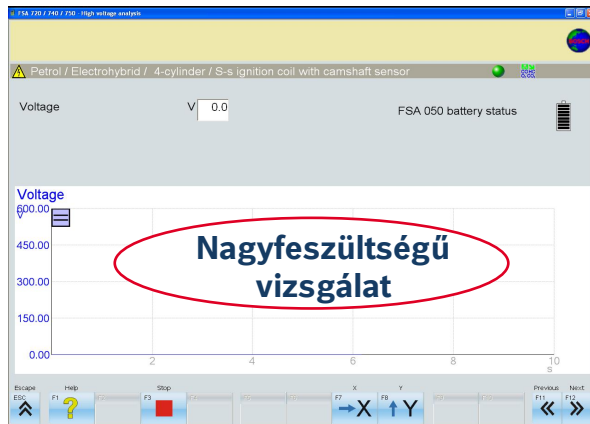 FSA 720 / 740 / 750 - High voltage analysis
Petrol / Electrohybrid / 4-cylinder / S-s ignition coil with camshaft sensor
Voltage V 0.0 FSA 050 battery status
Voltage
600.00
V
450.00
300.00
150.00
0.00
2 4 6 8 10
s
Nagyfeszültségű
vizsgálat
Escape Help Stop X Y Previous Next
ESC F1 F3 F7 X F8 Y F11 F12